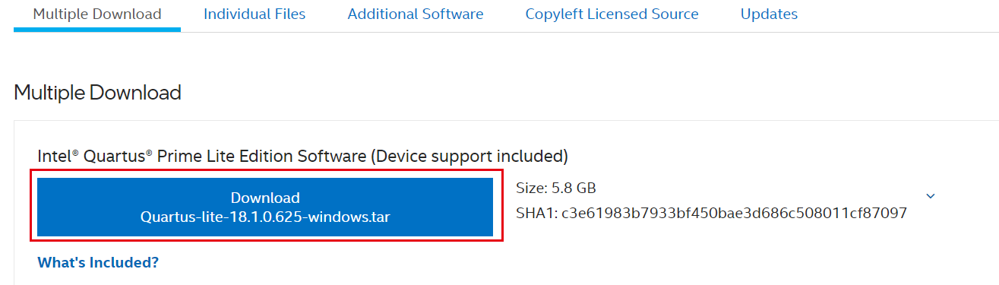 Multiple Download Individual Files Additional Software Copyleft Licensed Source Updates
Multiple Download
Intel® Quartus® Prime Lite Edition Software (Device support included)
Download
Quartus-lite-18.1.0.625-windows.tar
Size: 5.8 GB
SHA1: c3e61983b7933bf450bae3d686c508011cf87097
What's Included?